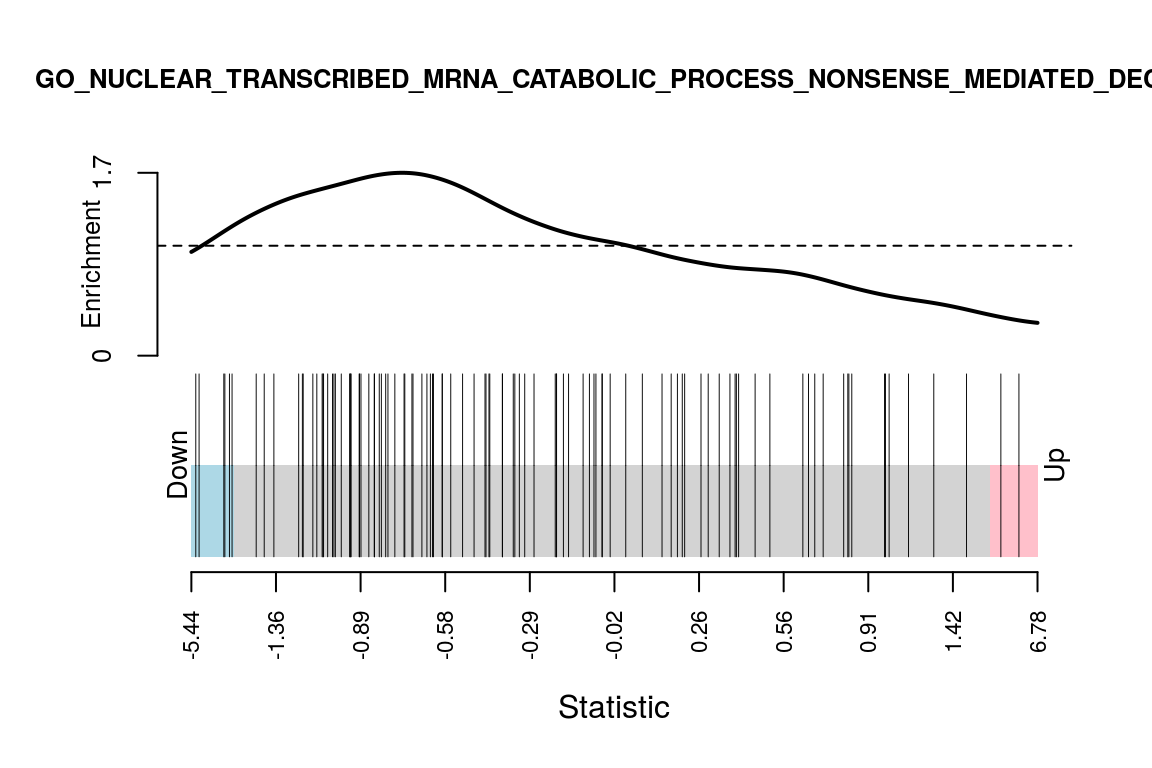 GO_NUCLEAR_TRANSCRIBED_MRNA_CATABOLIC_PROCESS_NONSENSE_MEDIATED_DEC
1.7
Enrichment
0
Down
Up
-5.44 -1.36 -0.89 -0.58 -0.29 -0.02 0.26 0.56 0.91 1.42 6.78
Statistic